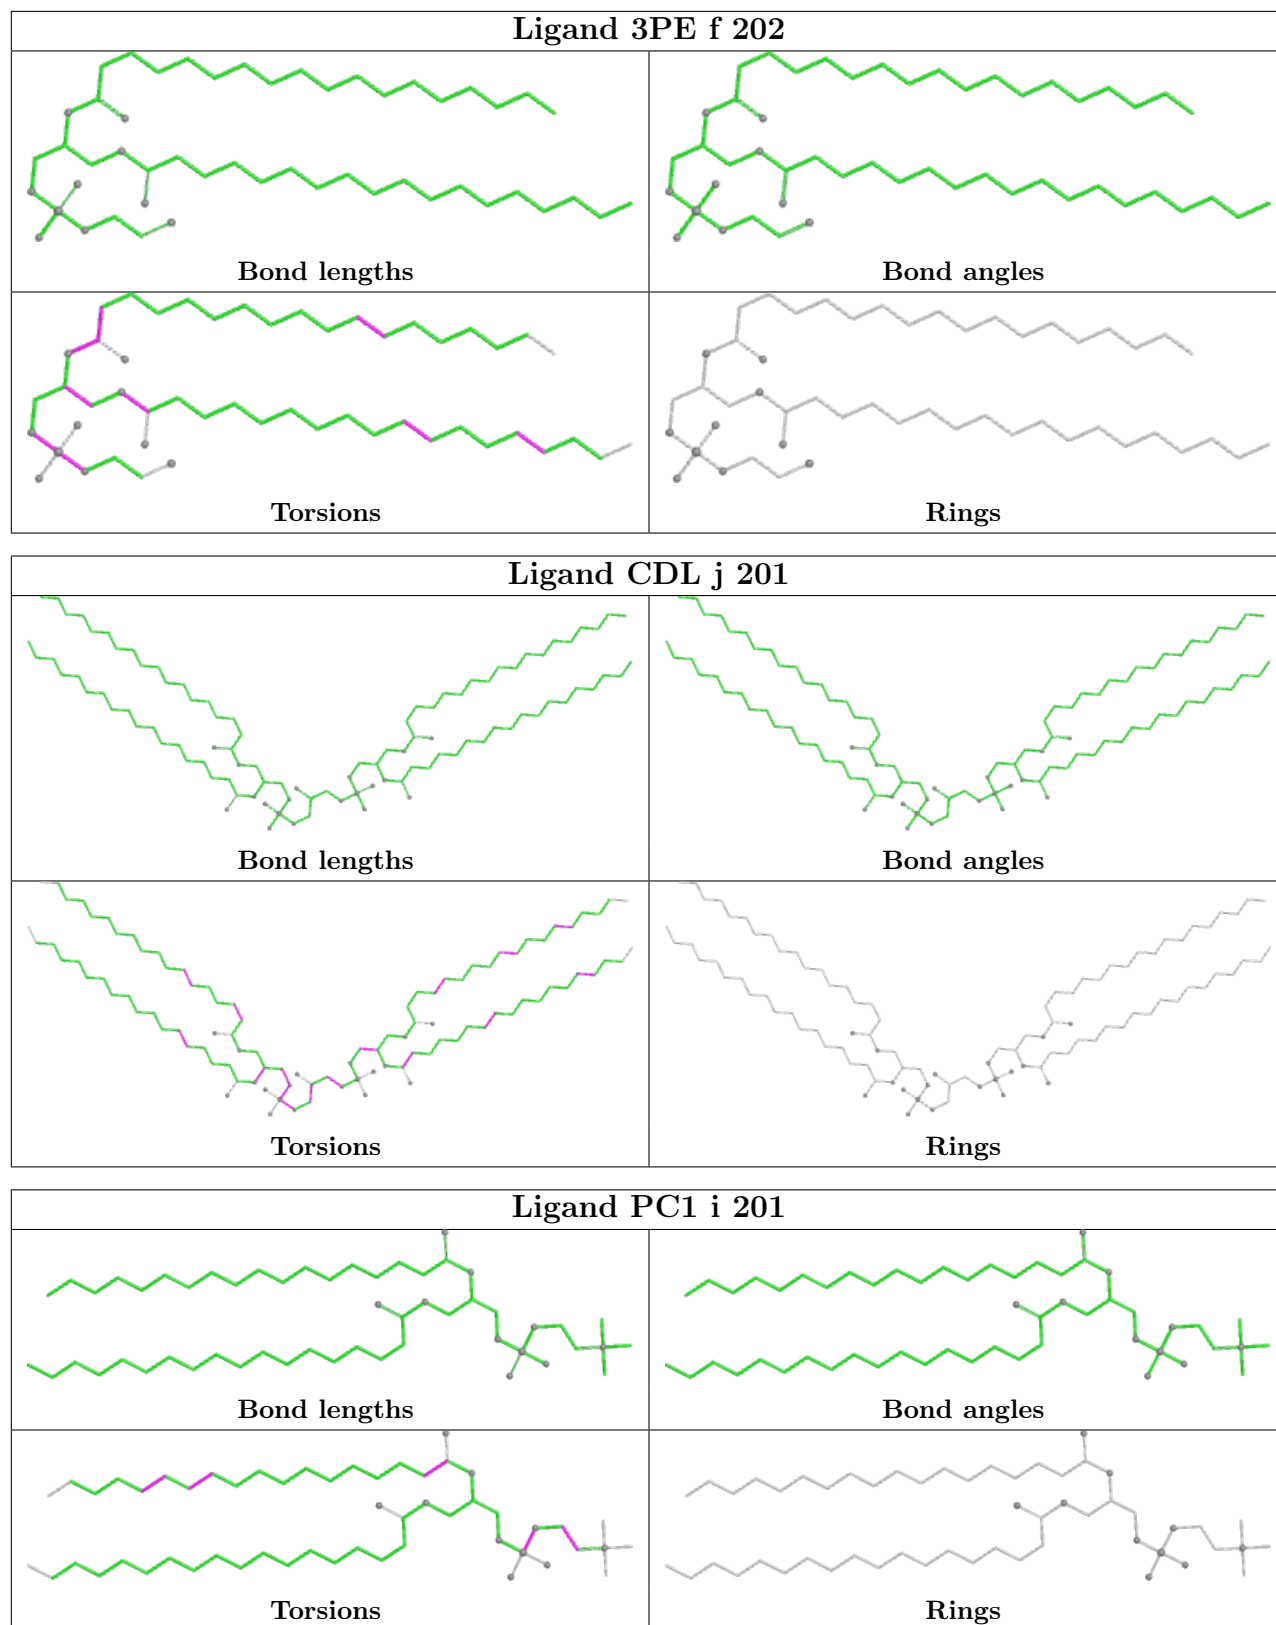 Ligand 3PE f 202
Bond lengths
Bond angles
Torsions
Rings
Ligand CDL j 201
Bond lengths
Bond angles
Torsions
Rings
Ligand PC1 i 201
Bond lengths
Bond angles
Torsions
Rings